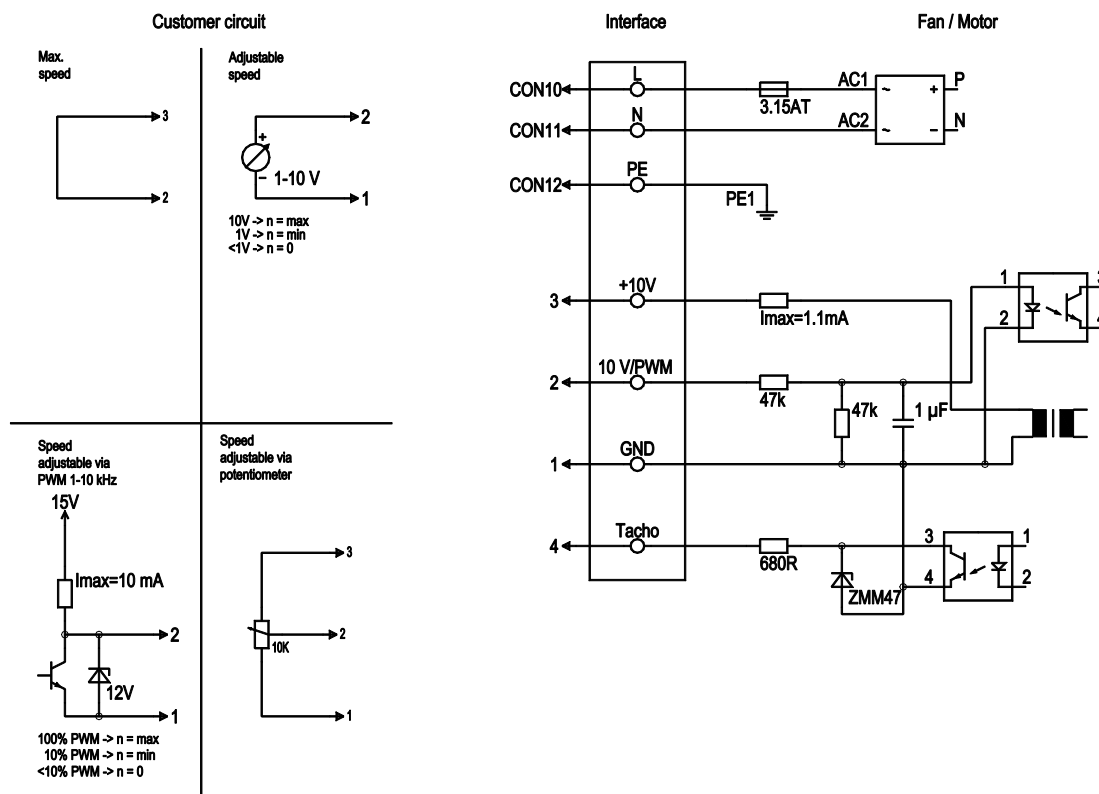 Customer circuit
Interface
Fan / Motor
Max.
speed
3
2
Adjustable
speed
2
+
1-10 V
−
1
10V -> n = max
1V -> n = min
<1V -> n = 0
Speed
adjustable via
PWM 1-10 kHz
15V
Imax=10 mA
2
12V
1
100% PWM -> n = max
10% PWM -> n = min
<10% PWM -> n = 0
Speed
adjustable via
potentiometer
3
2
10K
1
CON10
L
3.15AT
AC1
~
+
P
CON11
N
AC2
~
−
N
CON12
PE
PE1
3
+10V
Imax=1.1mA
1
2
3
4
2
10 V/PWM
47k
47k
1 µF
1
GND
4
Tacho
680R
ZMM47
3
4
1
2